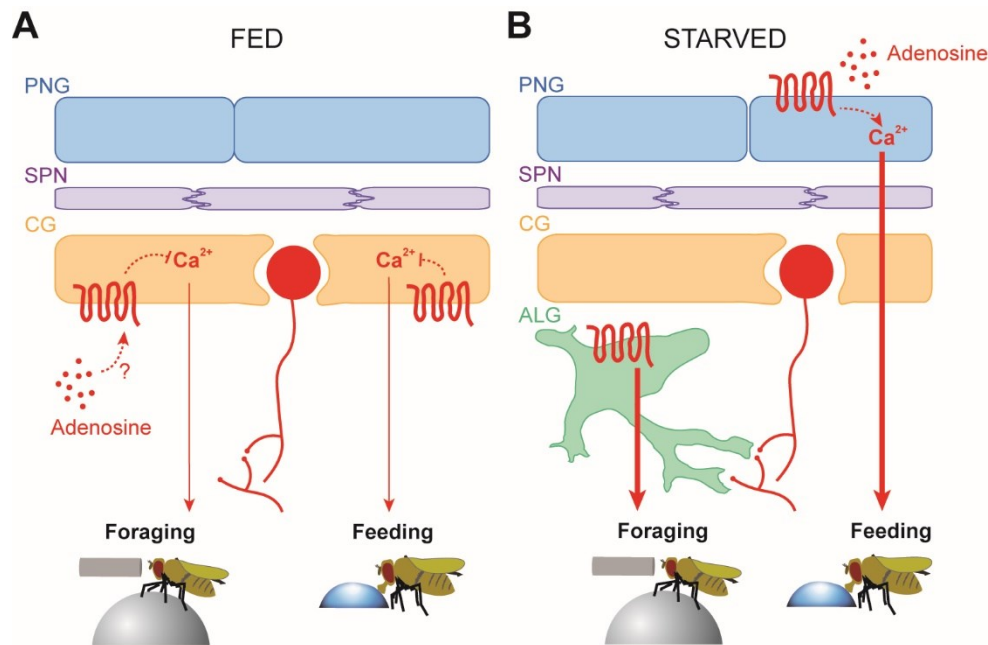 A
FED
PNG
SPN
CG
Ca²⁺
Ca²⁺
?
Adenosine
Foraging
Feeding
B
STARVED
Adenosine
PNG
Ca²⁺
SPN
CG
ALG
Foraging
Feeding